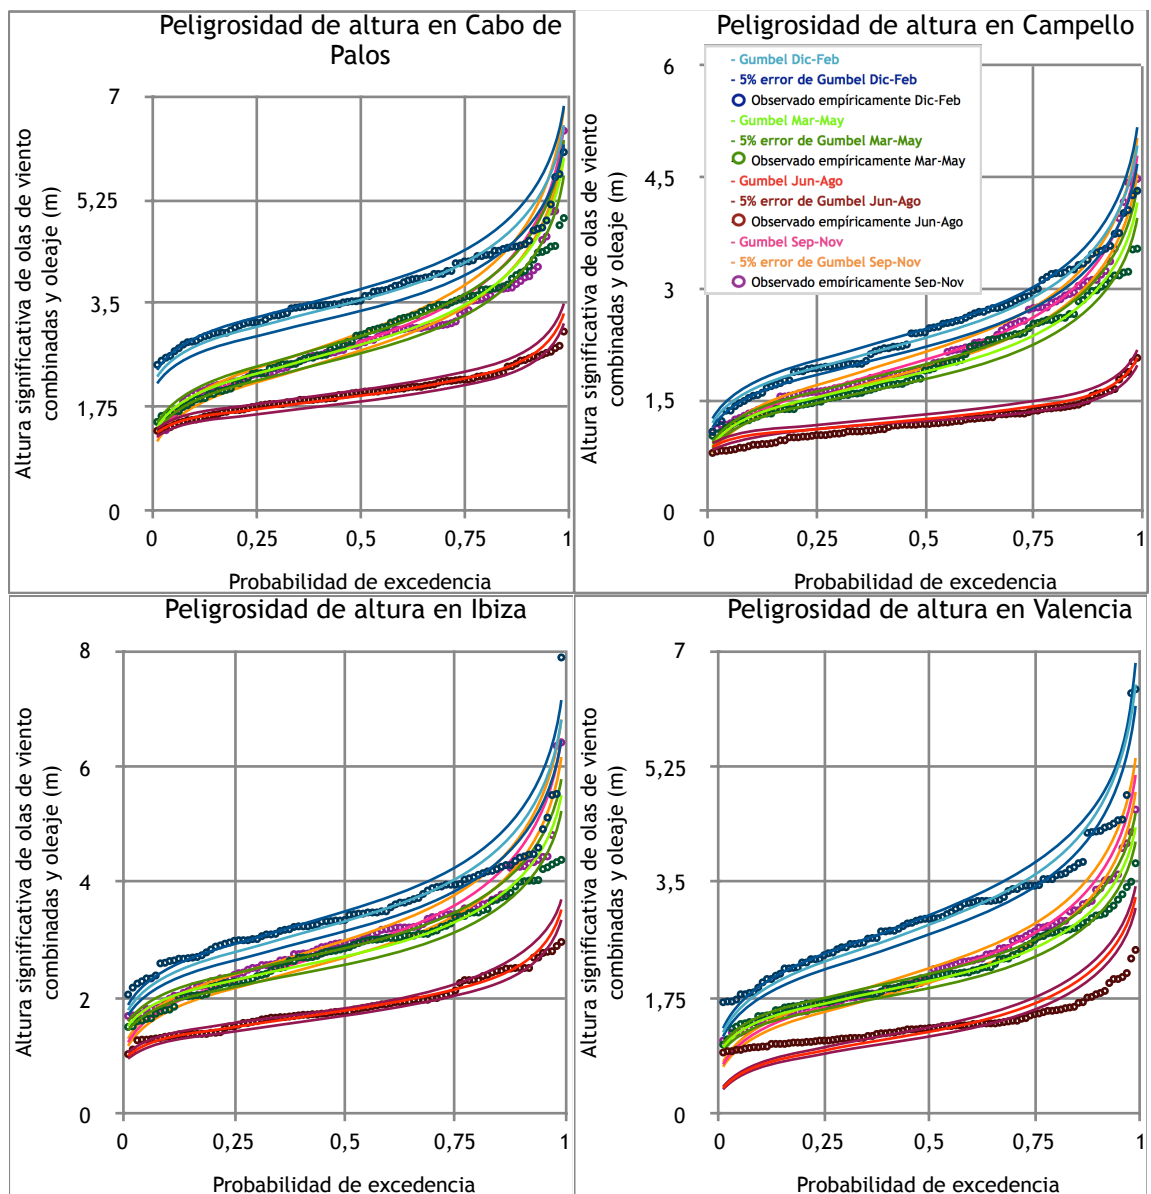 Peligrosidad de altura en Cabo de
Palos
Altura significativa de olas de viento
combinadas y oleaje (m)
7
5,25
3,5
1,75
0
0
0,25
0,5
0,75
1
Probabilidad de excedencia
Peligrosidad de altura en Campello
Altura significativa de olas de viento
combinadas y oleaje (m)
6
4,5
3
1,5
0
- Gumbel Dic-Feb
- 5% error de Gumbel Dic-Feb
Observado empíricamente Dic-Feb
- Gumbel Mar-May
- 5% error de Gumbel Mar-May
Observado empíricamente Mar-May
- Gumbel Jun-Ago
- 5% error de Gumbel Jun-Ago
Observado empíricamente Jun-Ago
- Gumbel Sep-Nov
- 5% error de Gumbel Sep-Nov
Observado empíricamente Sep-Nov
0
0,25
0,5
0,75
1
Probabilidad de excedencia
Peligrosidad de altura en Ibiza
Altura significativa de olas de viento
combinadas y oleaje (m)
8
6
4
2
0
0
0,25
0,5
0,75
1
Probabilidad de excedencia
Peligrosidad de altura en Valencia
Altura significativa de olas de viento
combinadas y oleaje (m)
7
5,25
3,5
1,75
0
0
0,25
0,5
0,75
1
Probabilidad de excedencia